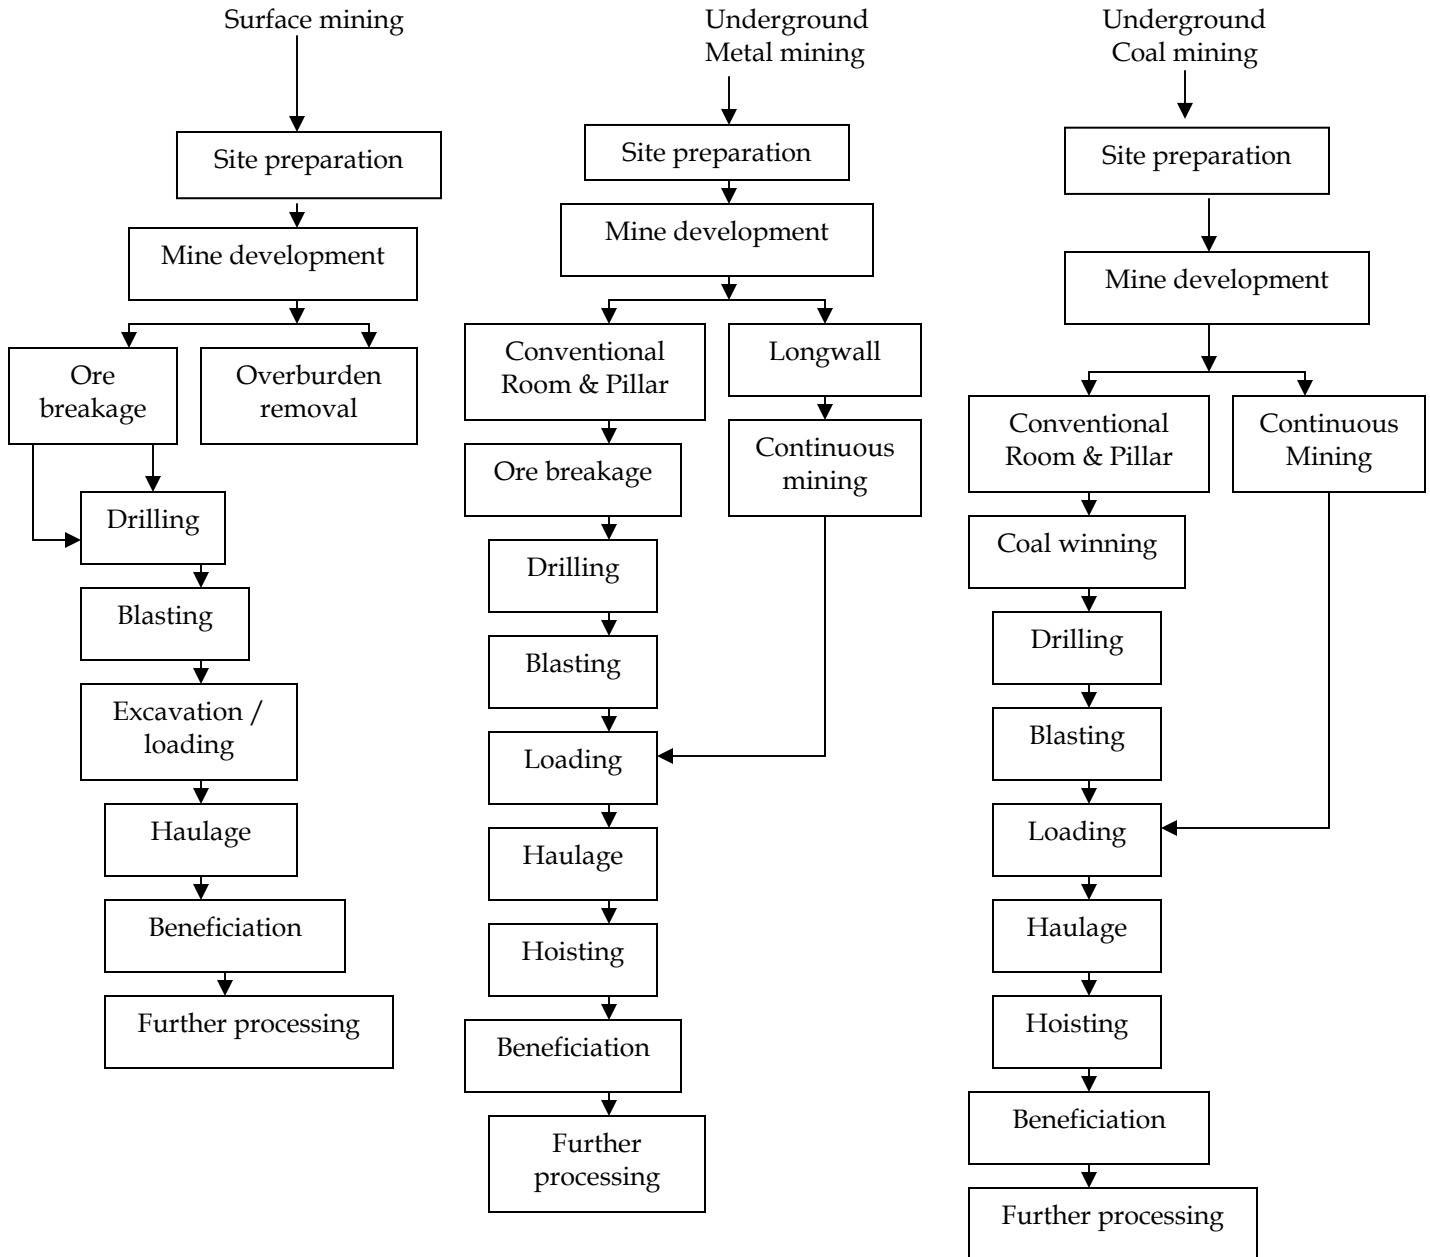 Surface mining
Site preparation
Mine development
Ore
breakage
Overburden
removal
Drilling
Blasting
Excavation /
loading
Haulage
Beneficiation
Further processing
Underground
Metal mining
Site preparation
Mine development
Conventional
Room & Pillar
Longwall
Ore breakage
Continuous
mining
Drilling
Blasting
Loading
Haulage
Hoisting
Beneficiation
Further
processing
Underground
Coal mining
Site preparation
Mine development
Conventional
Room & Pillar
Continuous
Mining
Coal winning
Drilling
Blasting
Loading
Haulage
Hoisting
Beneficiation
Further processing